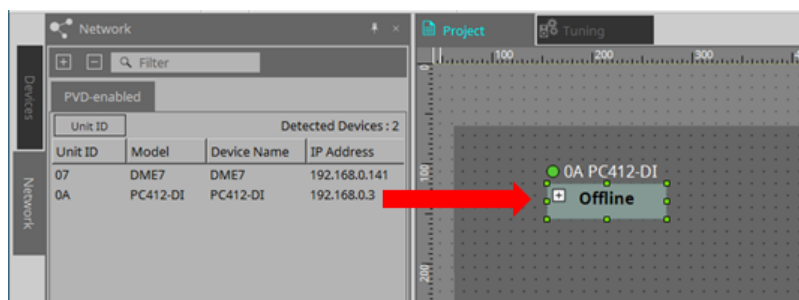 Network
Project
Tuning
Filter
Devices
Network
PVD-enabled
Unit ID
Detected Devices : 2
Unit ID Model Device Name IP Address
07 DME7 DME7 192.168.0.141
0A PC412-DI PC412-DI 192.168.0.3
0 100 200 300
0
100
200
0A PC412-DI
Offline